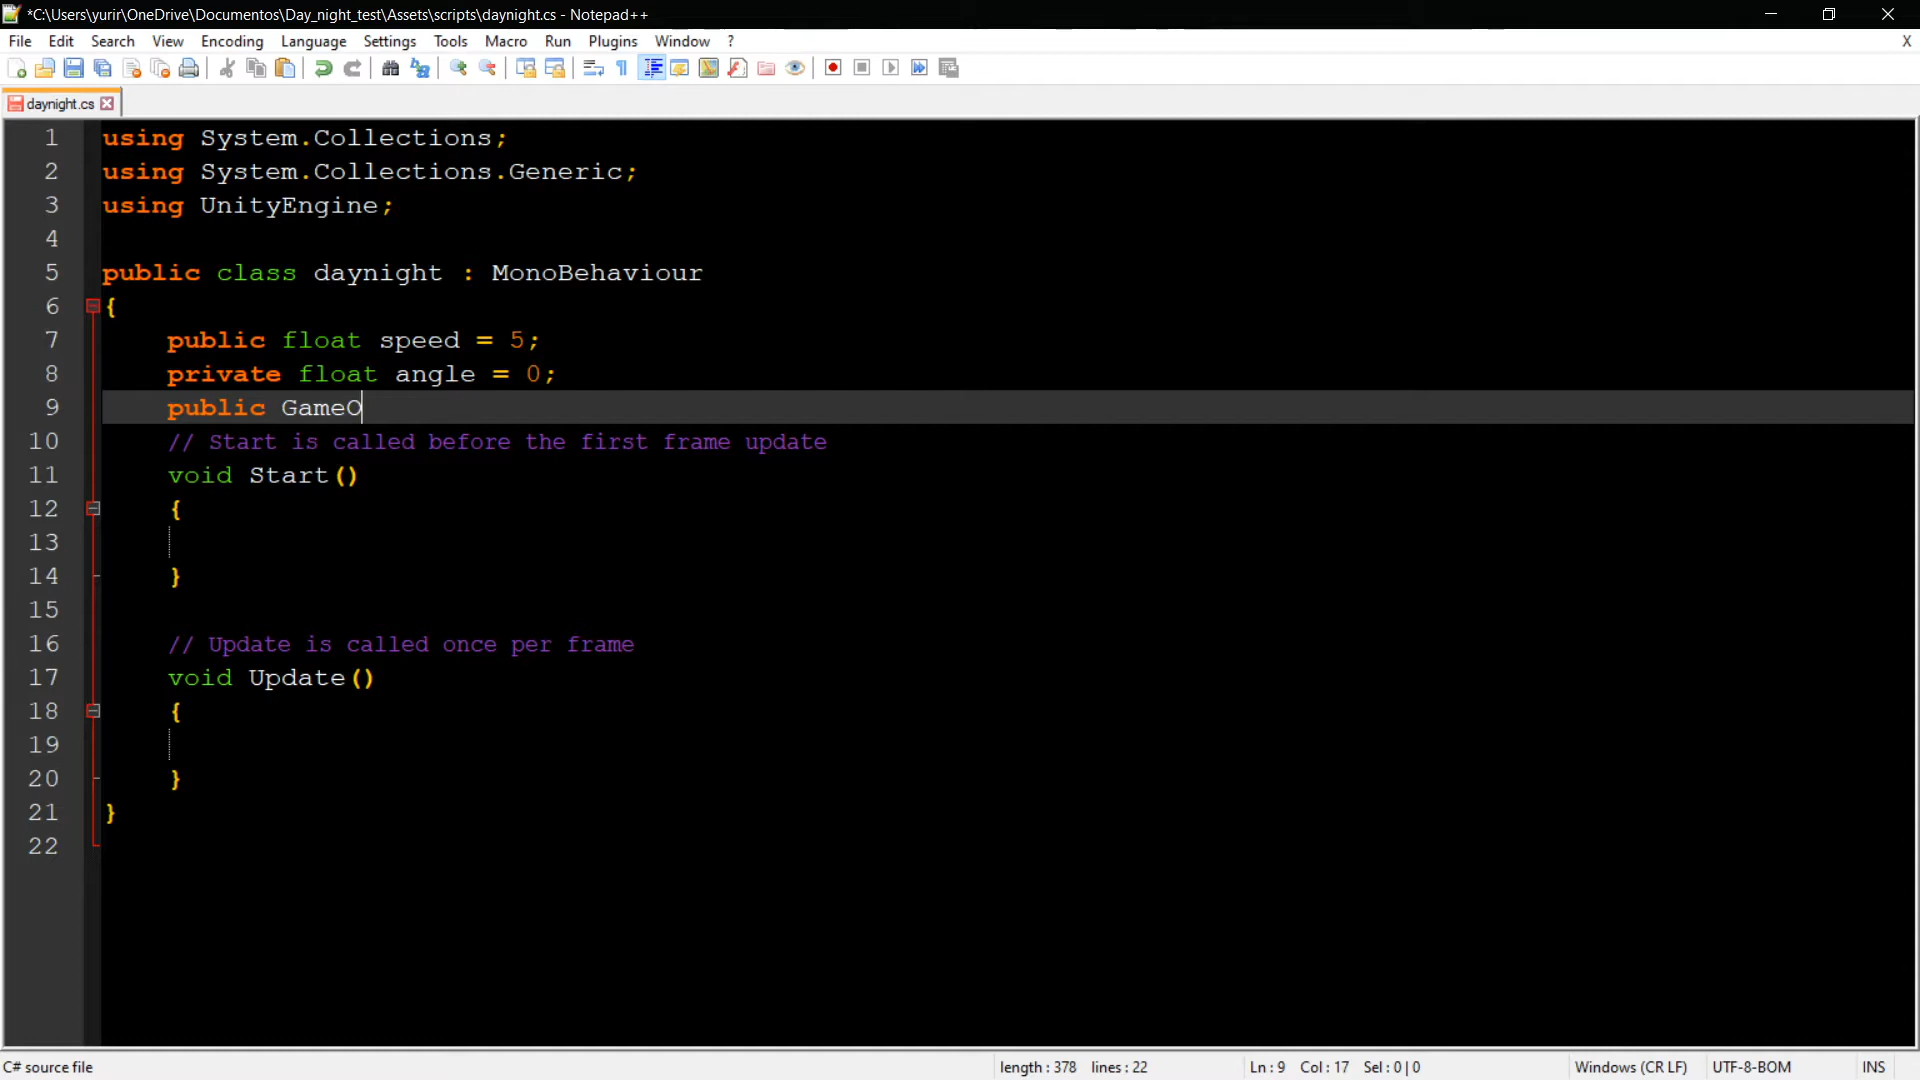 *C:\Users\yurir\OneDrive\Documentos\Day_night_test\Assets\scripts\daynight.cs - Notepad++
File Edit Search View Encoding Language Settings Tools Macro Run Plugins Window ? X
daynight.cs
1 using System.Collections;
2 using System.Collections.Generic;
3 using UnityEngine;
4
5 public class daynight : MonoBehaviour
6 {
7 public float speed = 5;
8 private float angle = 0;
9 public GameO
10 // Start is called before the first frame update
11 void Start()
12 {
13
14 }
15
16 // Update is called once per frame
17 void Update()
18 {
19
20 }
21 }
22
C# source file length : 378 lines : 22 Ln : 9 Col : 17 Sel : 0 | 0 Windows (CR LF) UTF-8-BOM INS